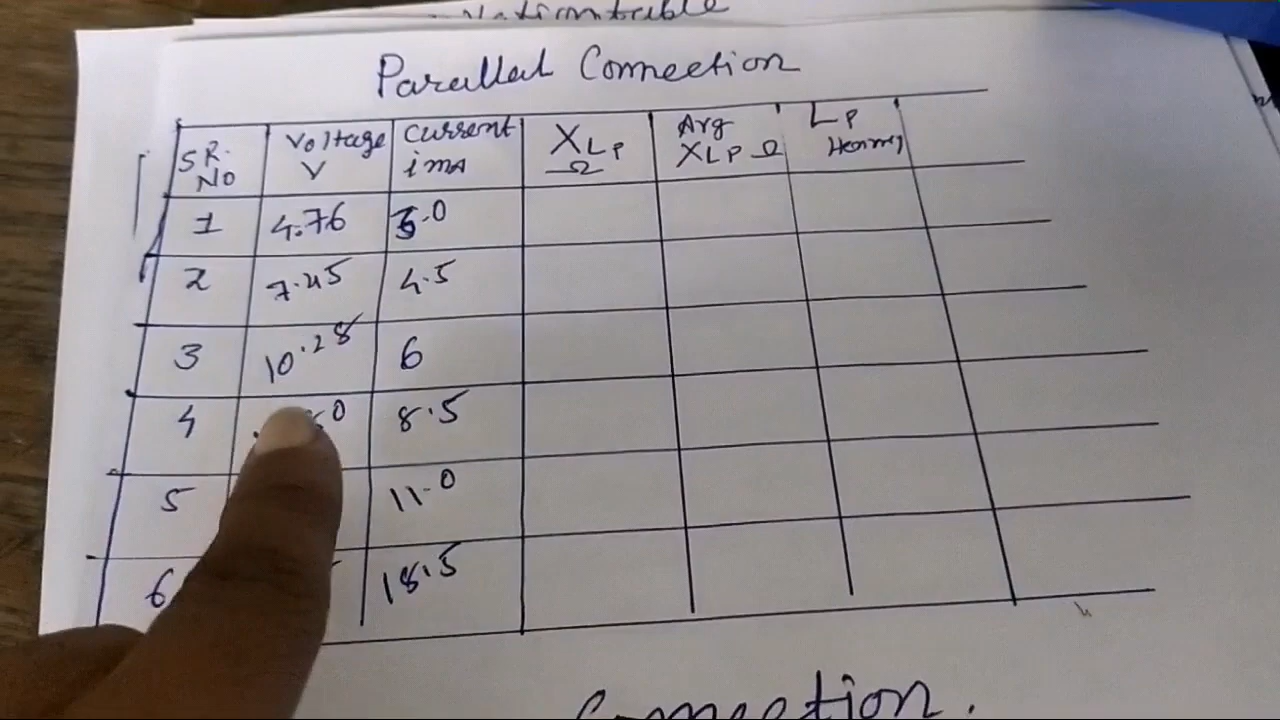 Parallel Connection
SR. NO Voltage V Current i mA XLP Ω Avg XLP Ω LP Henry
1 4.76 3.0
2 7.45 4.5
3 10.28 6
4 8.5
5 11.0
6 18.5
Connection.